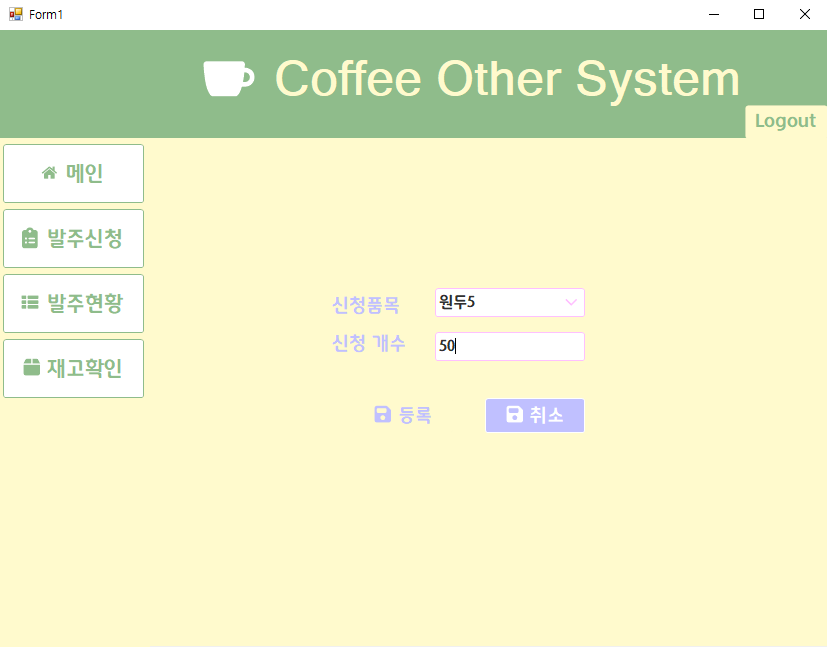 Form1
Coffee Other System
Logout
메인
발주신청
발주현황
재고확인
신청품목 원두5
신청 개수 50
등록 취소